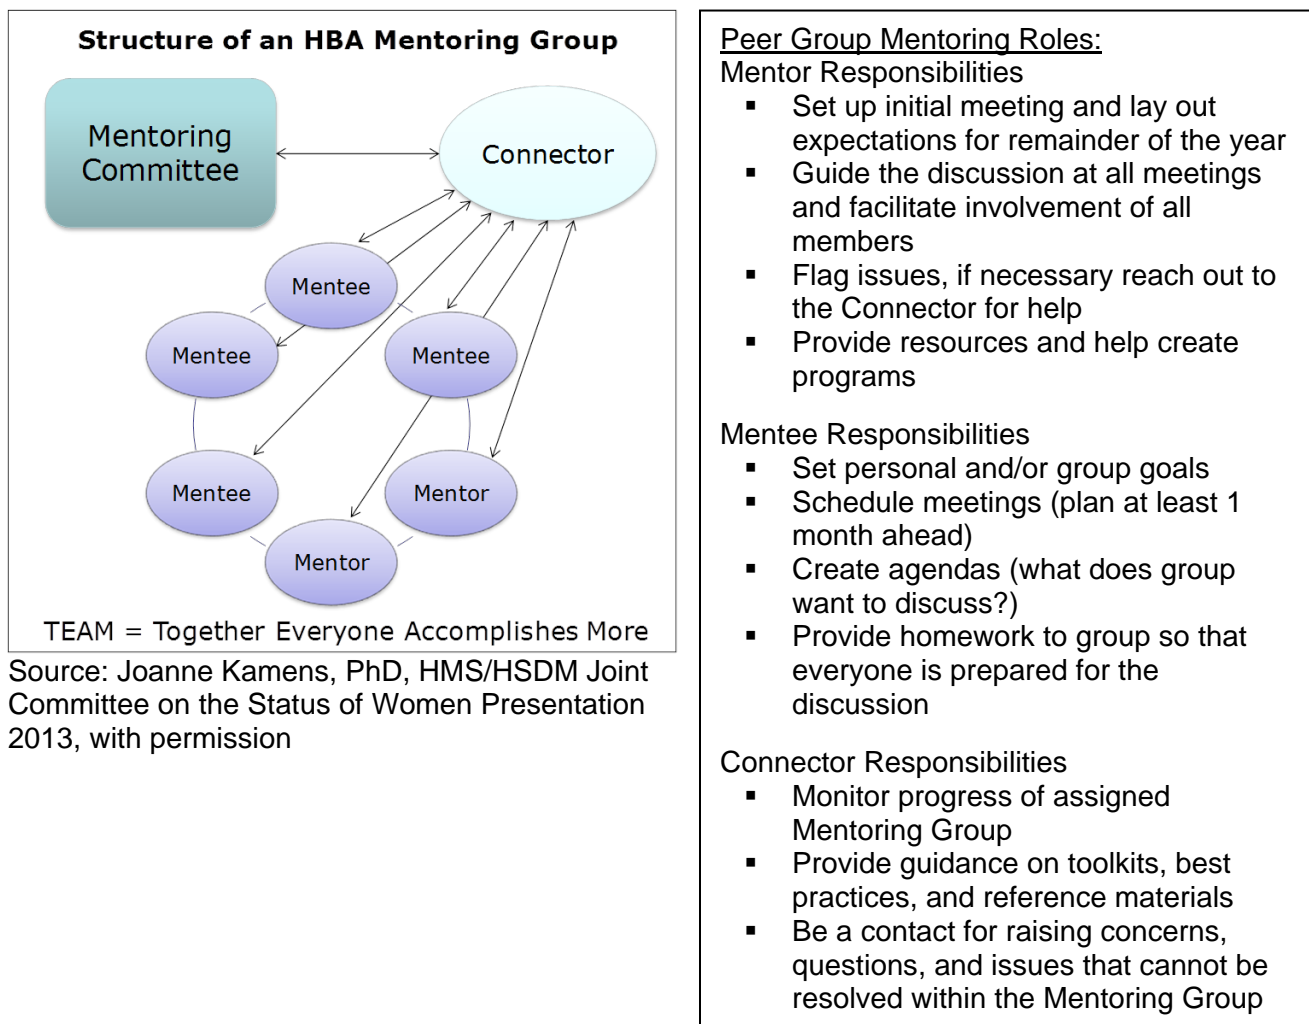 Structure of an HBA Mentoring Group
Mentoring
Committee
Connector
Mentee
Mentee
Mentee
Mentee
Mentor
Mentor
TEAM = Together Everyone Accomplishes More
Source: Joanne Kamens, PhD, HMS/HSDM Joint
Committee on the Status of Women Presentation
2013, with permission
Peer Group Mentoring Roles:
Mentor Responsibilities
▪ Set up initial meeting and lay out
expectations for remainder of the year
▪ Guide the discussion at all meetings
and facilitate involvement of all
members
▪ Flag issues, if necessary reach out to
the Connector for help
▪ Provide resources and help create
programs
Mentee Responsibilities
▪ Set personal and/or group goals
▪ Schedule meetings (plan at least 1
month ahead)
▪ Create agendas (what does group
want to discuss?)
▪ Provide homework to group so that
everyone is prepared for the
discussion
Connector Responsibilities
▪ Monitor progress of assigned
Mentoring Group
▪ Provide guidance on toolkits, best
practices, and reference materials
▪ Be a contact for raising concerns,
questions, and issues that cannot be
resolved within the Mentoring Group